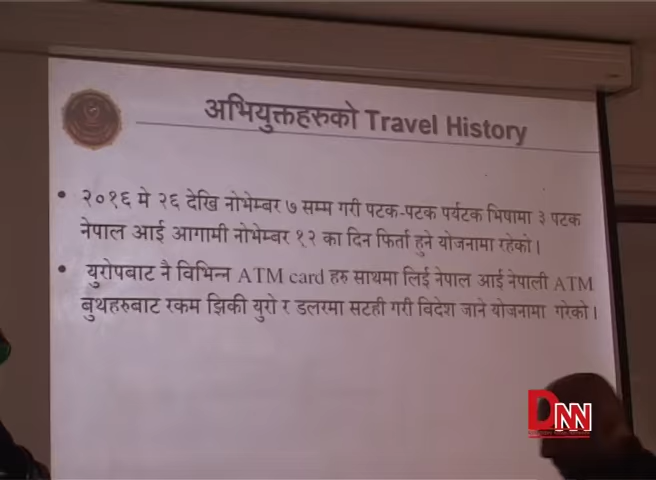 अभियुक्तहरुको Travel History
• २०१६ मे २६ देखि नोभेम्बर ७ सम्म गरी पटक-पटक पर्यटक भिषामा ३ पटक
नेपाल आई आगामी नोभेम्बर १२ का दिन फिर्ता हुने योजनामा रहेको ।
• युरोपबाट नै विभिन्न ATM card हरु साथमा लिई नेपाल आई नेपाली ATM
बुथहरुबाट रकम झिकी युरो र डलरमा सटही गरी विदेश जाने योजनामा गरेको ।
DNN